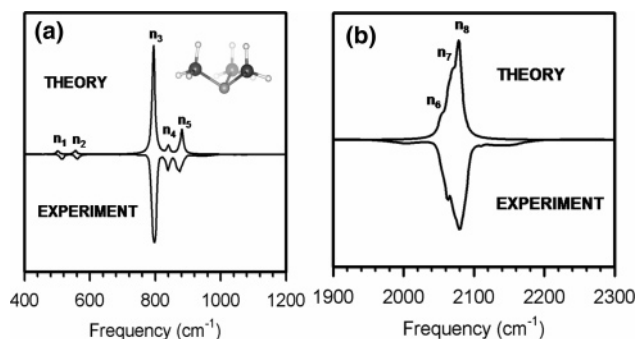 (a)
n3
THEORY
n1
n2
n4
n5
EXPERIMENT
400 600 800 1000 1200
Frequency (cm-1)
(b)
n8
n7
THEORY
n6
EXPERIMENT
1900 2000 2100 2200 2300
Frequency (cm-1)